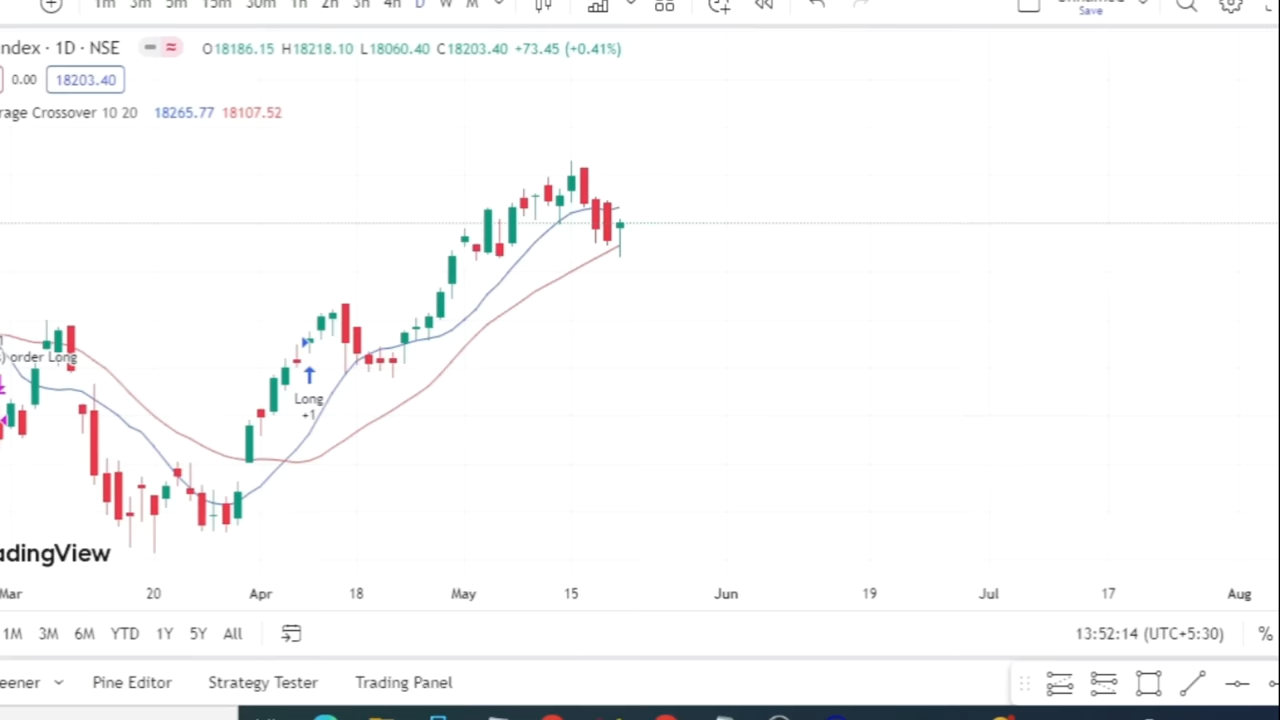 1m 3m 5m 15m 30m 1h 2h 3h 4h D W M
Save
ndex · 1D · NSE O18186.15 H18218.10 L18060.40 C18203.40 +73.45 (+0.41%)
0.00 18203.40
rage Crossover 10 20 18265.77 18107.52
) order Long
Long
+1
adingView
Mar 20 Apr 18 May 15 Jun 19 Jul 17 Aug
1M 3M 6M YTD 1Y 5Y All 13:52:14 (UTC+5:30) %
eener Pine Editor Strategy Tester Trading Panel